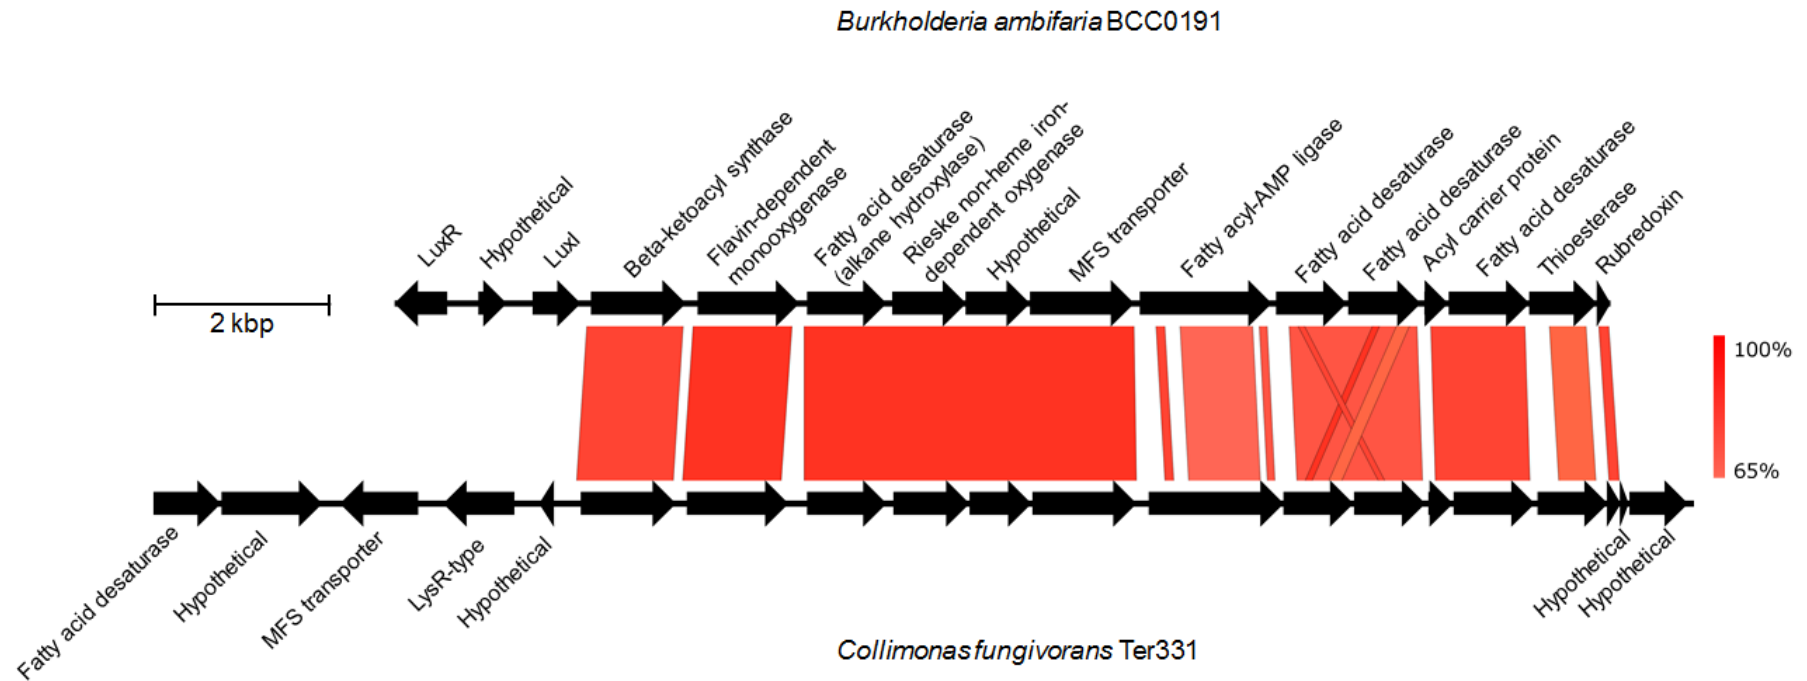 Burkholderia ambifaria BCC0191
LuxR
Hypothetical
LuxI
Beta-ketoacyl synthase
Flavin-dependent
monooxygenase
Fatty acid desaturase
(alkane hydroxylase)
Rieske non-heme iron-
dependent oxygenase
Hypothetical
MFS transporter
Fatty acyl-AMP ligase
Fatty acid desaturase
Fatty acid desaturase
Acyl carrier protein
Fatty acid desaturase
Thioesterase
Rubredoxin
2 kbp
100%
65%
Fatty acid desaturase
Hypothetical
MFS transporter
LysR-type
Hypothetical
Hypothetical
Hypothetical
Collimonas fungivorans Ter331